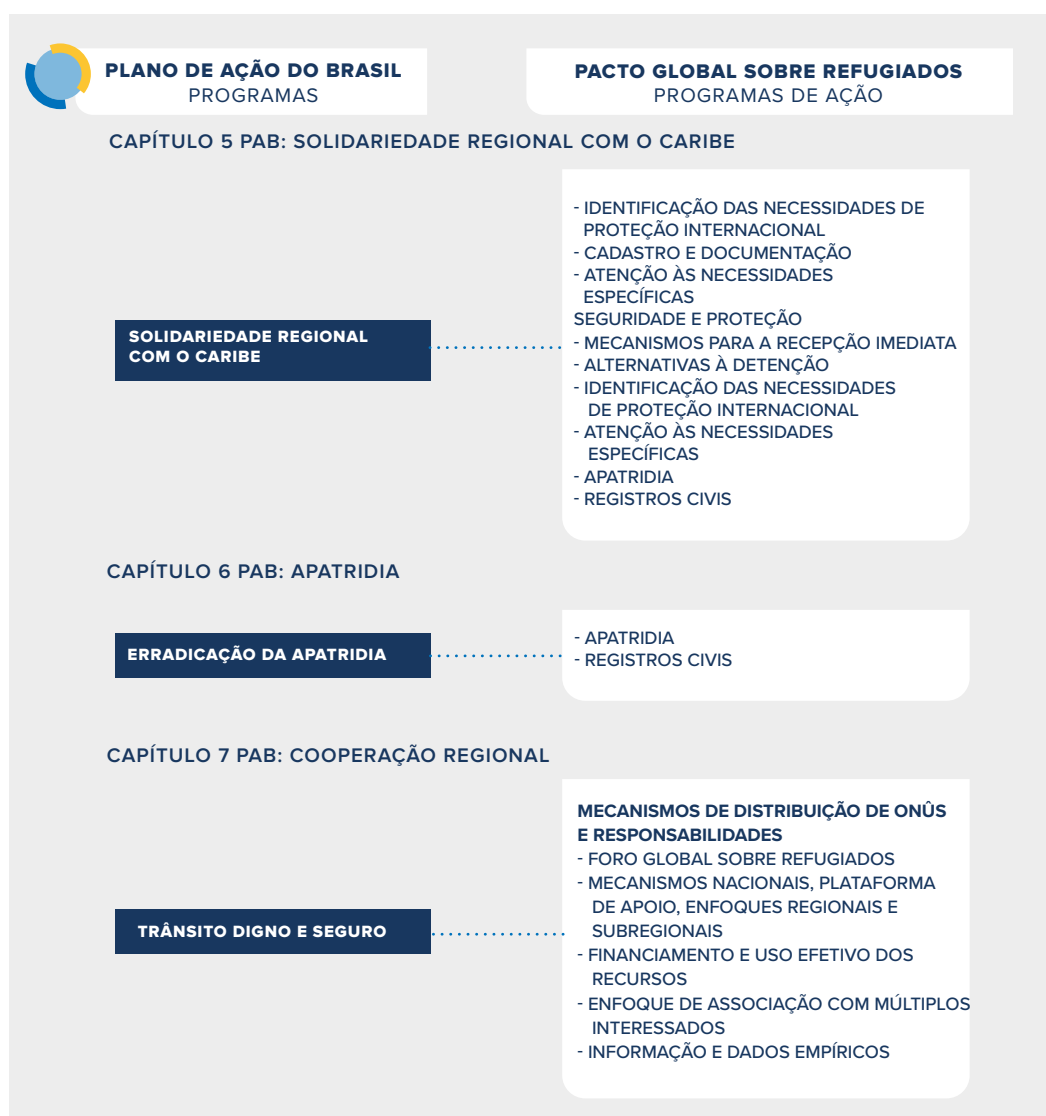 PLANO DE AÇÃO DO BRASIL
PROGRAMAS
PACTO GLOBAL SOBRE REFUGIADOS
PROGRAMAS DE AÇÃO
CAPÍTULO 5 PAB: SOLIDARIEDADE REGIONAL COM O CARIBE
SOLIDARIEDADE REGIONAL
COM O CARIBE
- IDENTIFICAÇÃO DAS NECESSIDADES DE
PROTEÇÃO INTERNACIONAL
- CADASTRO E DOCUMENTAÇÃO
- ATENÇÃO ÀS NECESSIDADES
ESPECÍFICAS
SEGURIDADE E PROTEÇÃO
- MECANISMOS PARA A RECEPÇÃO IMEDIATA
- ALTERNATIVAS À DETENÇÃO
- IDENTIFICAÇÃO DAS NECESSIDADES
DE PROTEÇÃO INTERNACIONAL
- ATENÇÃO ÀS NECESSIDADES
ESPECÍFICAS
- APATRIDIA
- REGISTROS CIVIS
CAPÍTULO 6 PAB: APATRIDIA
ERRADICAÇÃO DA APATRIDIA
- APATRIDIA
- REGISTROS CIVIS
CAPÍTULO 7 PAB: COOPERAÇÃO REGIONAL
TRÂNSITO DIGNO E SEGURO
MECANISMOS DE DISTRIBUIÇÃO DE ONÛS
E RESPONSABILIDADES
- FORO GLOBAL SOBRE REFUGIADOS
- MECANISMOS NACIONAIS, PLATAFORMA
DE APOIO, ENFOQUES REGIONAIS E
SUBREGIONAIS
- FINANCIAMENTO E USO EFETIVO DOS
RECURSOS
- ENFOQUE DE ASSOCIAÇÃO COM MÚLTIPLOS
INTERESSADOS
- INFORMAÇÃO E DADOS EMPÍRICOS